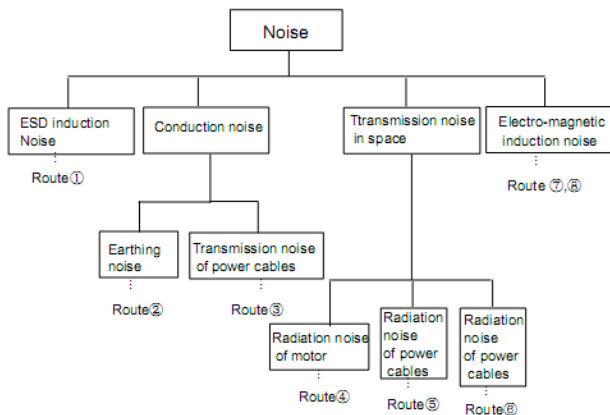 Noise
ESD induction
Noise
Conduction noise
Ttransmission noise
in space
Electro-magnetic
induction noise
Route①
Route ⑦,⑧
Earthing
noise
Transmission noise
of power cables
Route②
Route③
Radiation noise
of motor
Radiation
noise
of power
cables
Radiation
noise
of power
cables
Route④
Route⑤
Route⑥